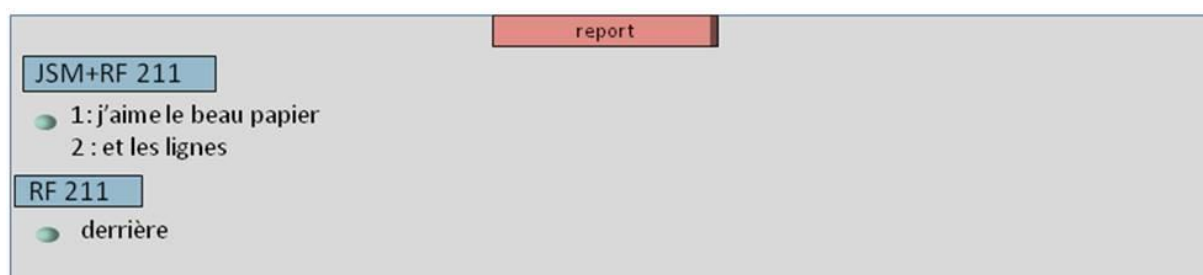 report
JSM+RF 211
1: j'aime le beau papier
2 : et les lignes
RF 211
derrière